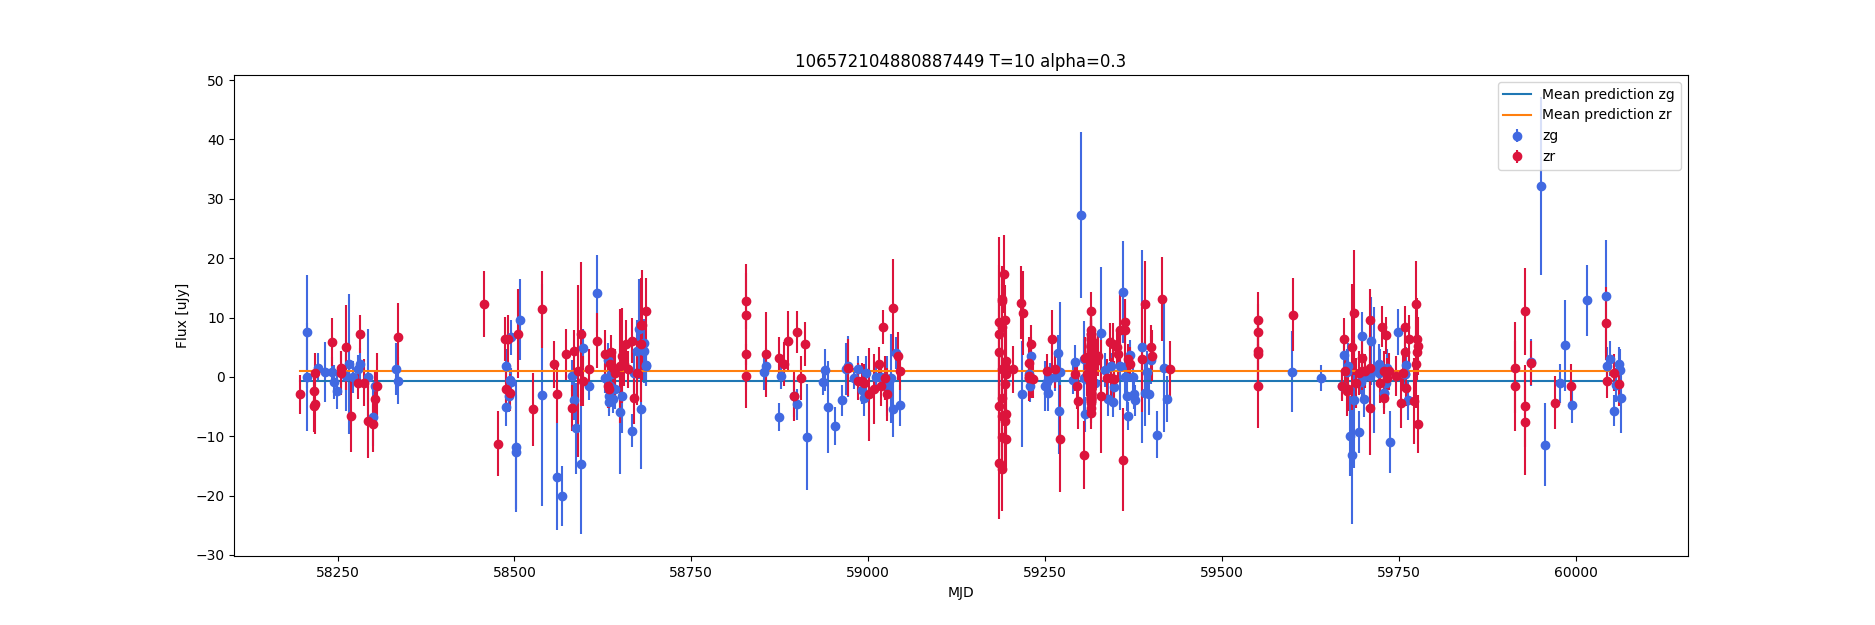 106572104880887449 T=10 alpha=0.3
Flux [uJy]
50
40
30
20
10
0
−10
−20
−30
58250 58500 58750 59000 59250 59500 59750 60000
MJD
Mean prediction zg
Mean prediction zr
zg
zr